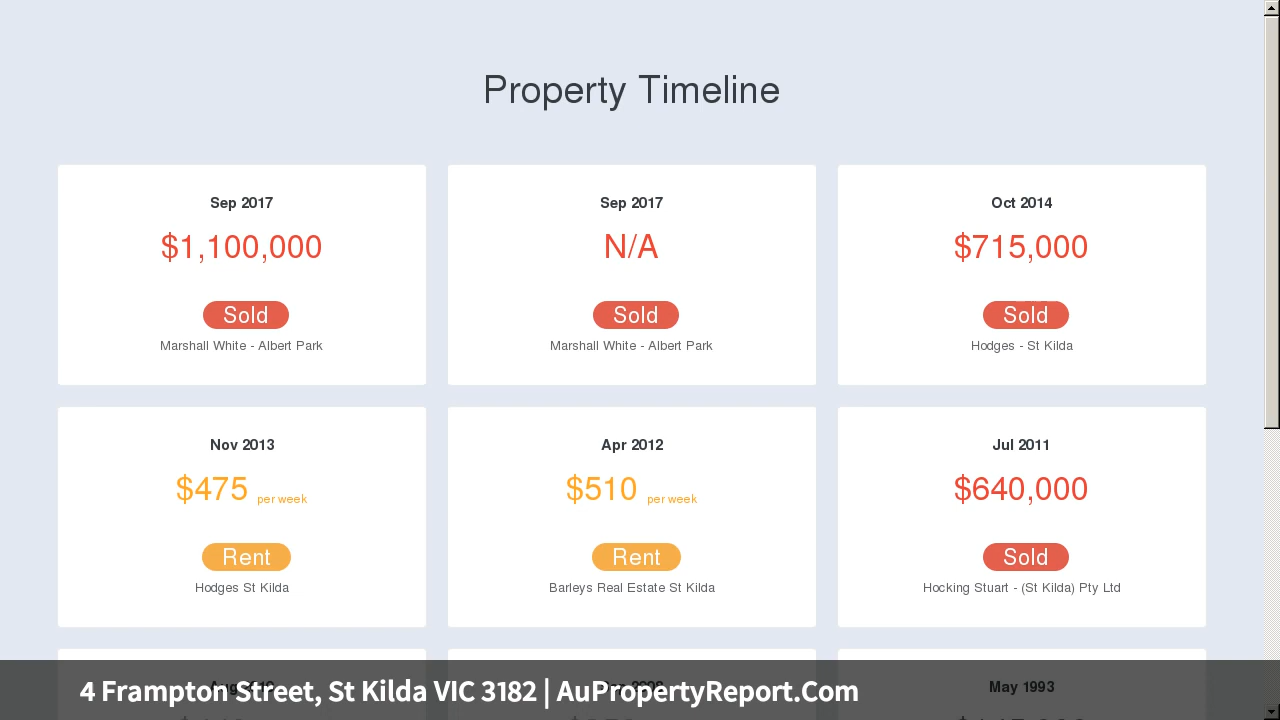 Property Timeline
Sep 2017
$1,100,000
Sold
Marshall White - Albert Park
Sep 2017
N/A
Sold
Marshall White - Albert Park
Oct 2014
$715,000
Sold
Hodges - St Kilda
Nov 2013
$475 per week
Rent
Hodges St Kilda
Apr 2012
$510 per week
Rent
Barleys Real Estate St Kilda
Jul 2011
$640,000
Sold
Hocking Stuart - (St Kilda) Pty Ltd
May 1993
4 Frampton Street, St Kilda VIC 3182 | AuPropertyReport.Com